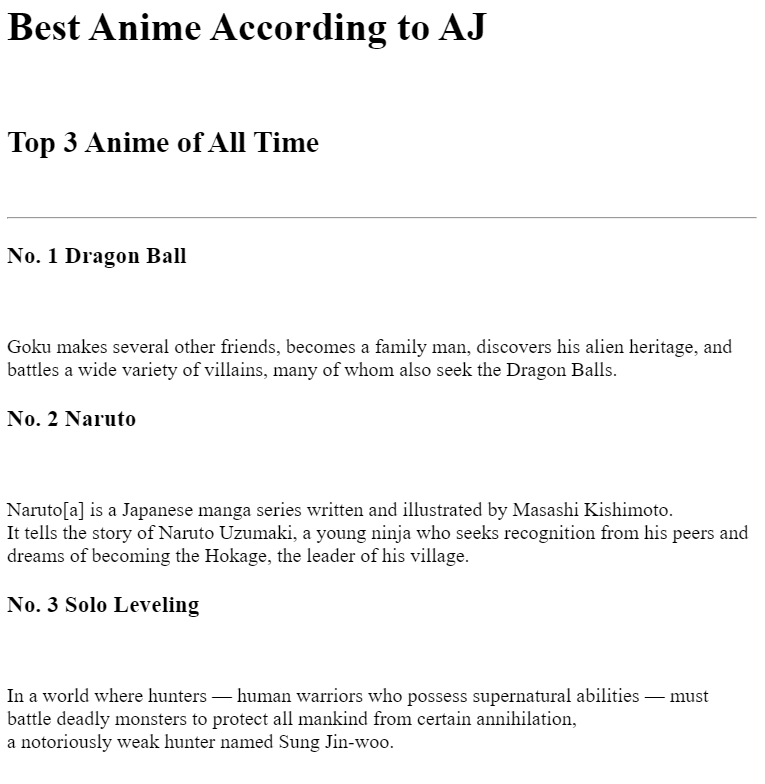 Best Anime According to AJ
Top 3 Anime of All Time
No. 1 Dragon Ball
Goku makes several other friends, becomes a family man, discovers his alien heritage, and
battles a wide variety of villains, many of whom also seek the Dragon Balls.
No. 2 Naruto
Naruto[a] is a Japanese manga series written and illustrated by Masashi Kishimoto.
It tells the story of Naruto Uzumaki, a young ninja who seeks recognition from his peers and
dreams of becoming the Hokage, the leader of his village.
No. 3 Solo Leveling
In a world where hunters — human warriors who possess supernatural abilities — must
battle deadly monsters to protect all mankind from certain annihilation,
a notoriously weak hunter named Sung Jin-woo.